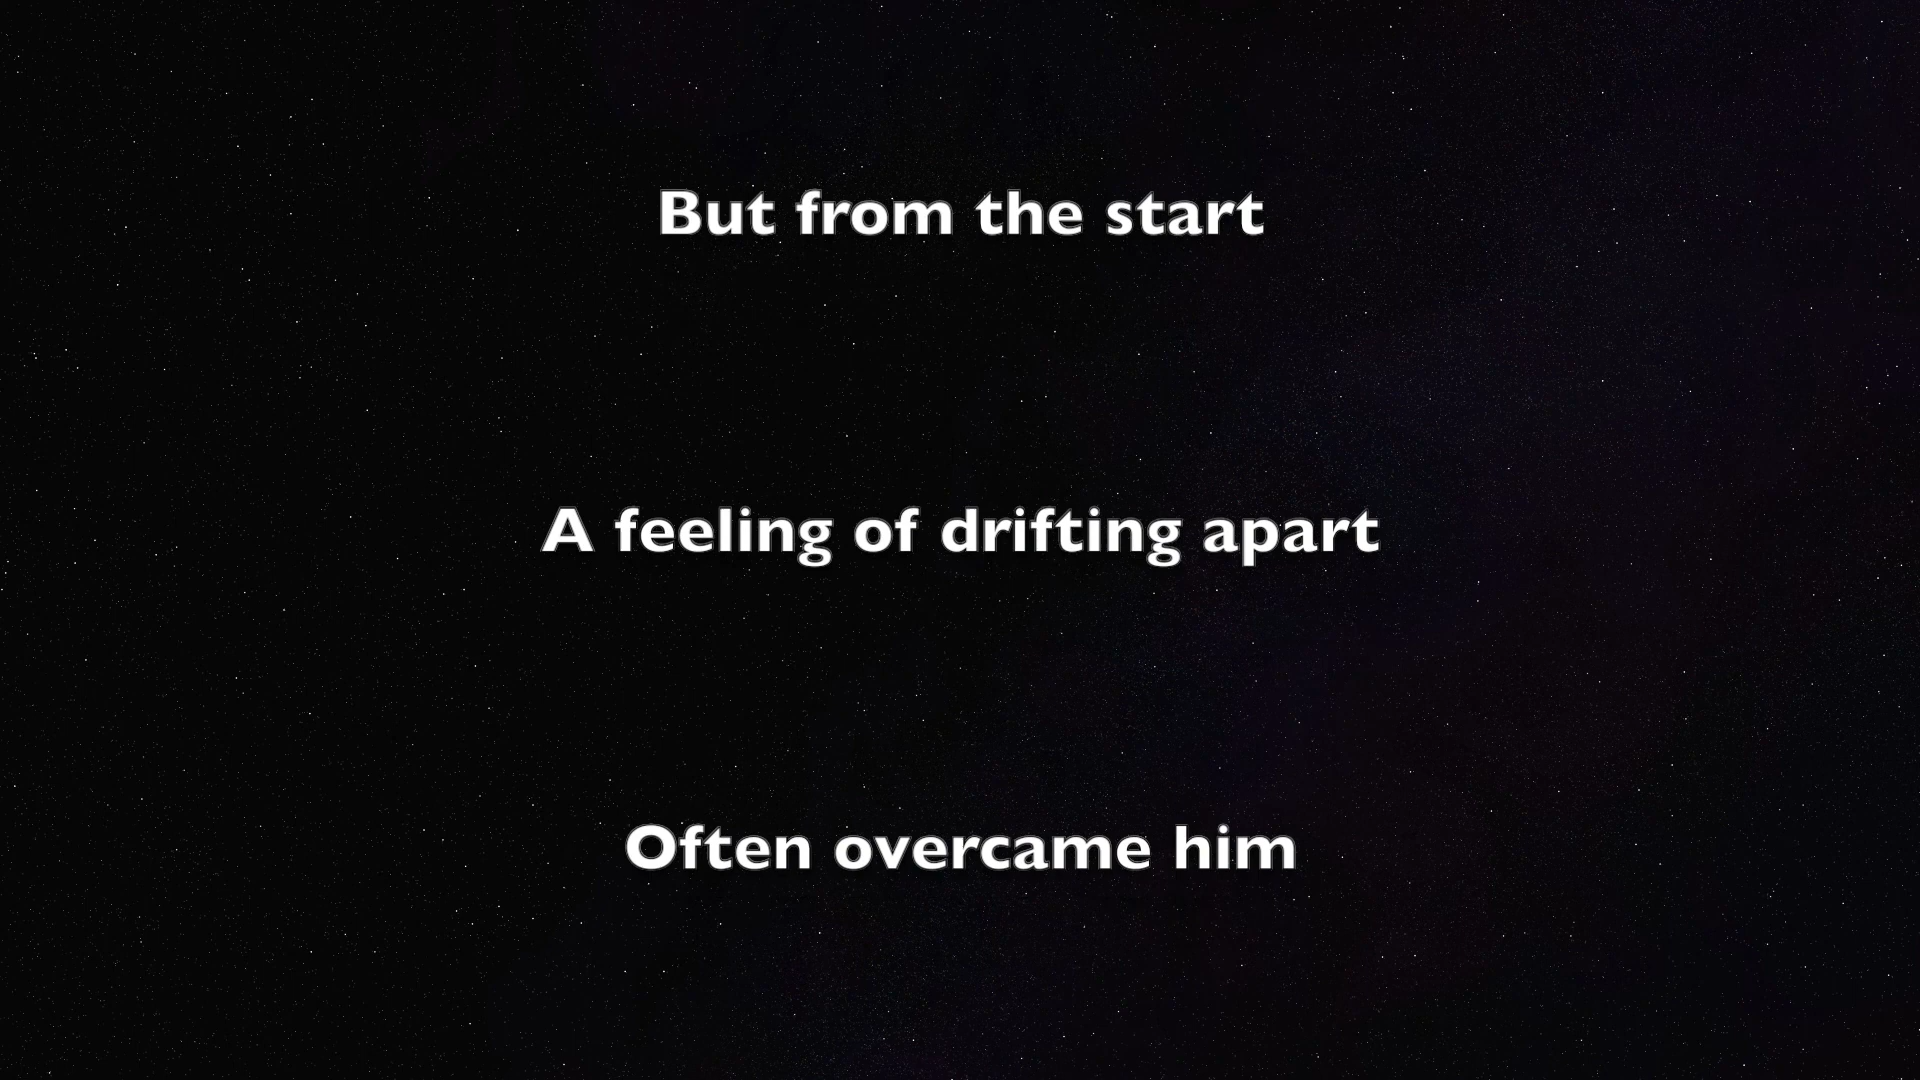 But from the start
A feeling of drifting apart
Often overcame him